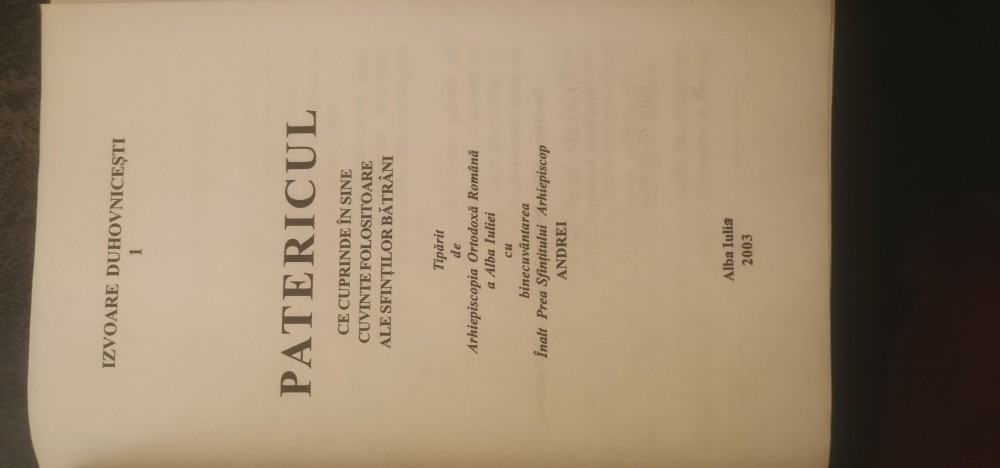 IZVOARE DUHOVNICEȘTI
1
PATERICUL
CE CUPRINDE ÎN SINE
CUVINTE FOLOSITOARE
ALE SFINȚILOR BĂTRÂNI
Tipărit
de
Arhiepiscopia Ortodoxă Română
a Alba Iuliei
cu
binecuvântarea
Înalt Prea Sfințitului Arhiepiscop
ANDREI
Alba Iulia
2003